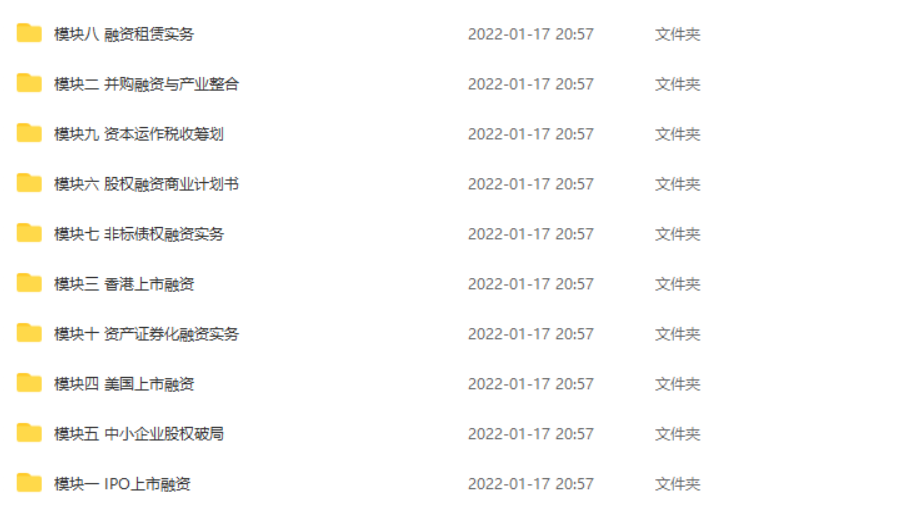 模块八 融资租赁实务 2022-01-17 20:57 文件夹
模块二 并购融资与产业整合 2022-01-17 20:57 文件夹
模块九 资本运作税收筹划 2022-01-17 20:57 文件夹
模块六 股权融资商业计划书 2022-01-17 20:57 文件夹
模块七 非标债权融资实务 2022-01-17 20:57 文件夹
模块三 香港上市融资 2022-01-17 20:57 文件夹
模块十 资产证券化融资实务 2022-01-17 20:57 文件夹
模块四 美国上市融资 2022-01-17 20:57 文件夹
模块五 中小企业股权破局 2022-01-17 20:57 文件夹
模块一 IPO上市融资 2022-01-17 20:57 文件夹